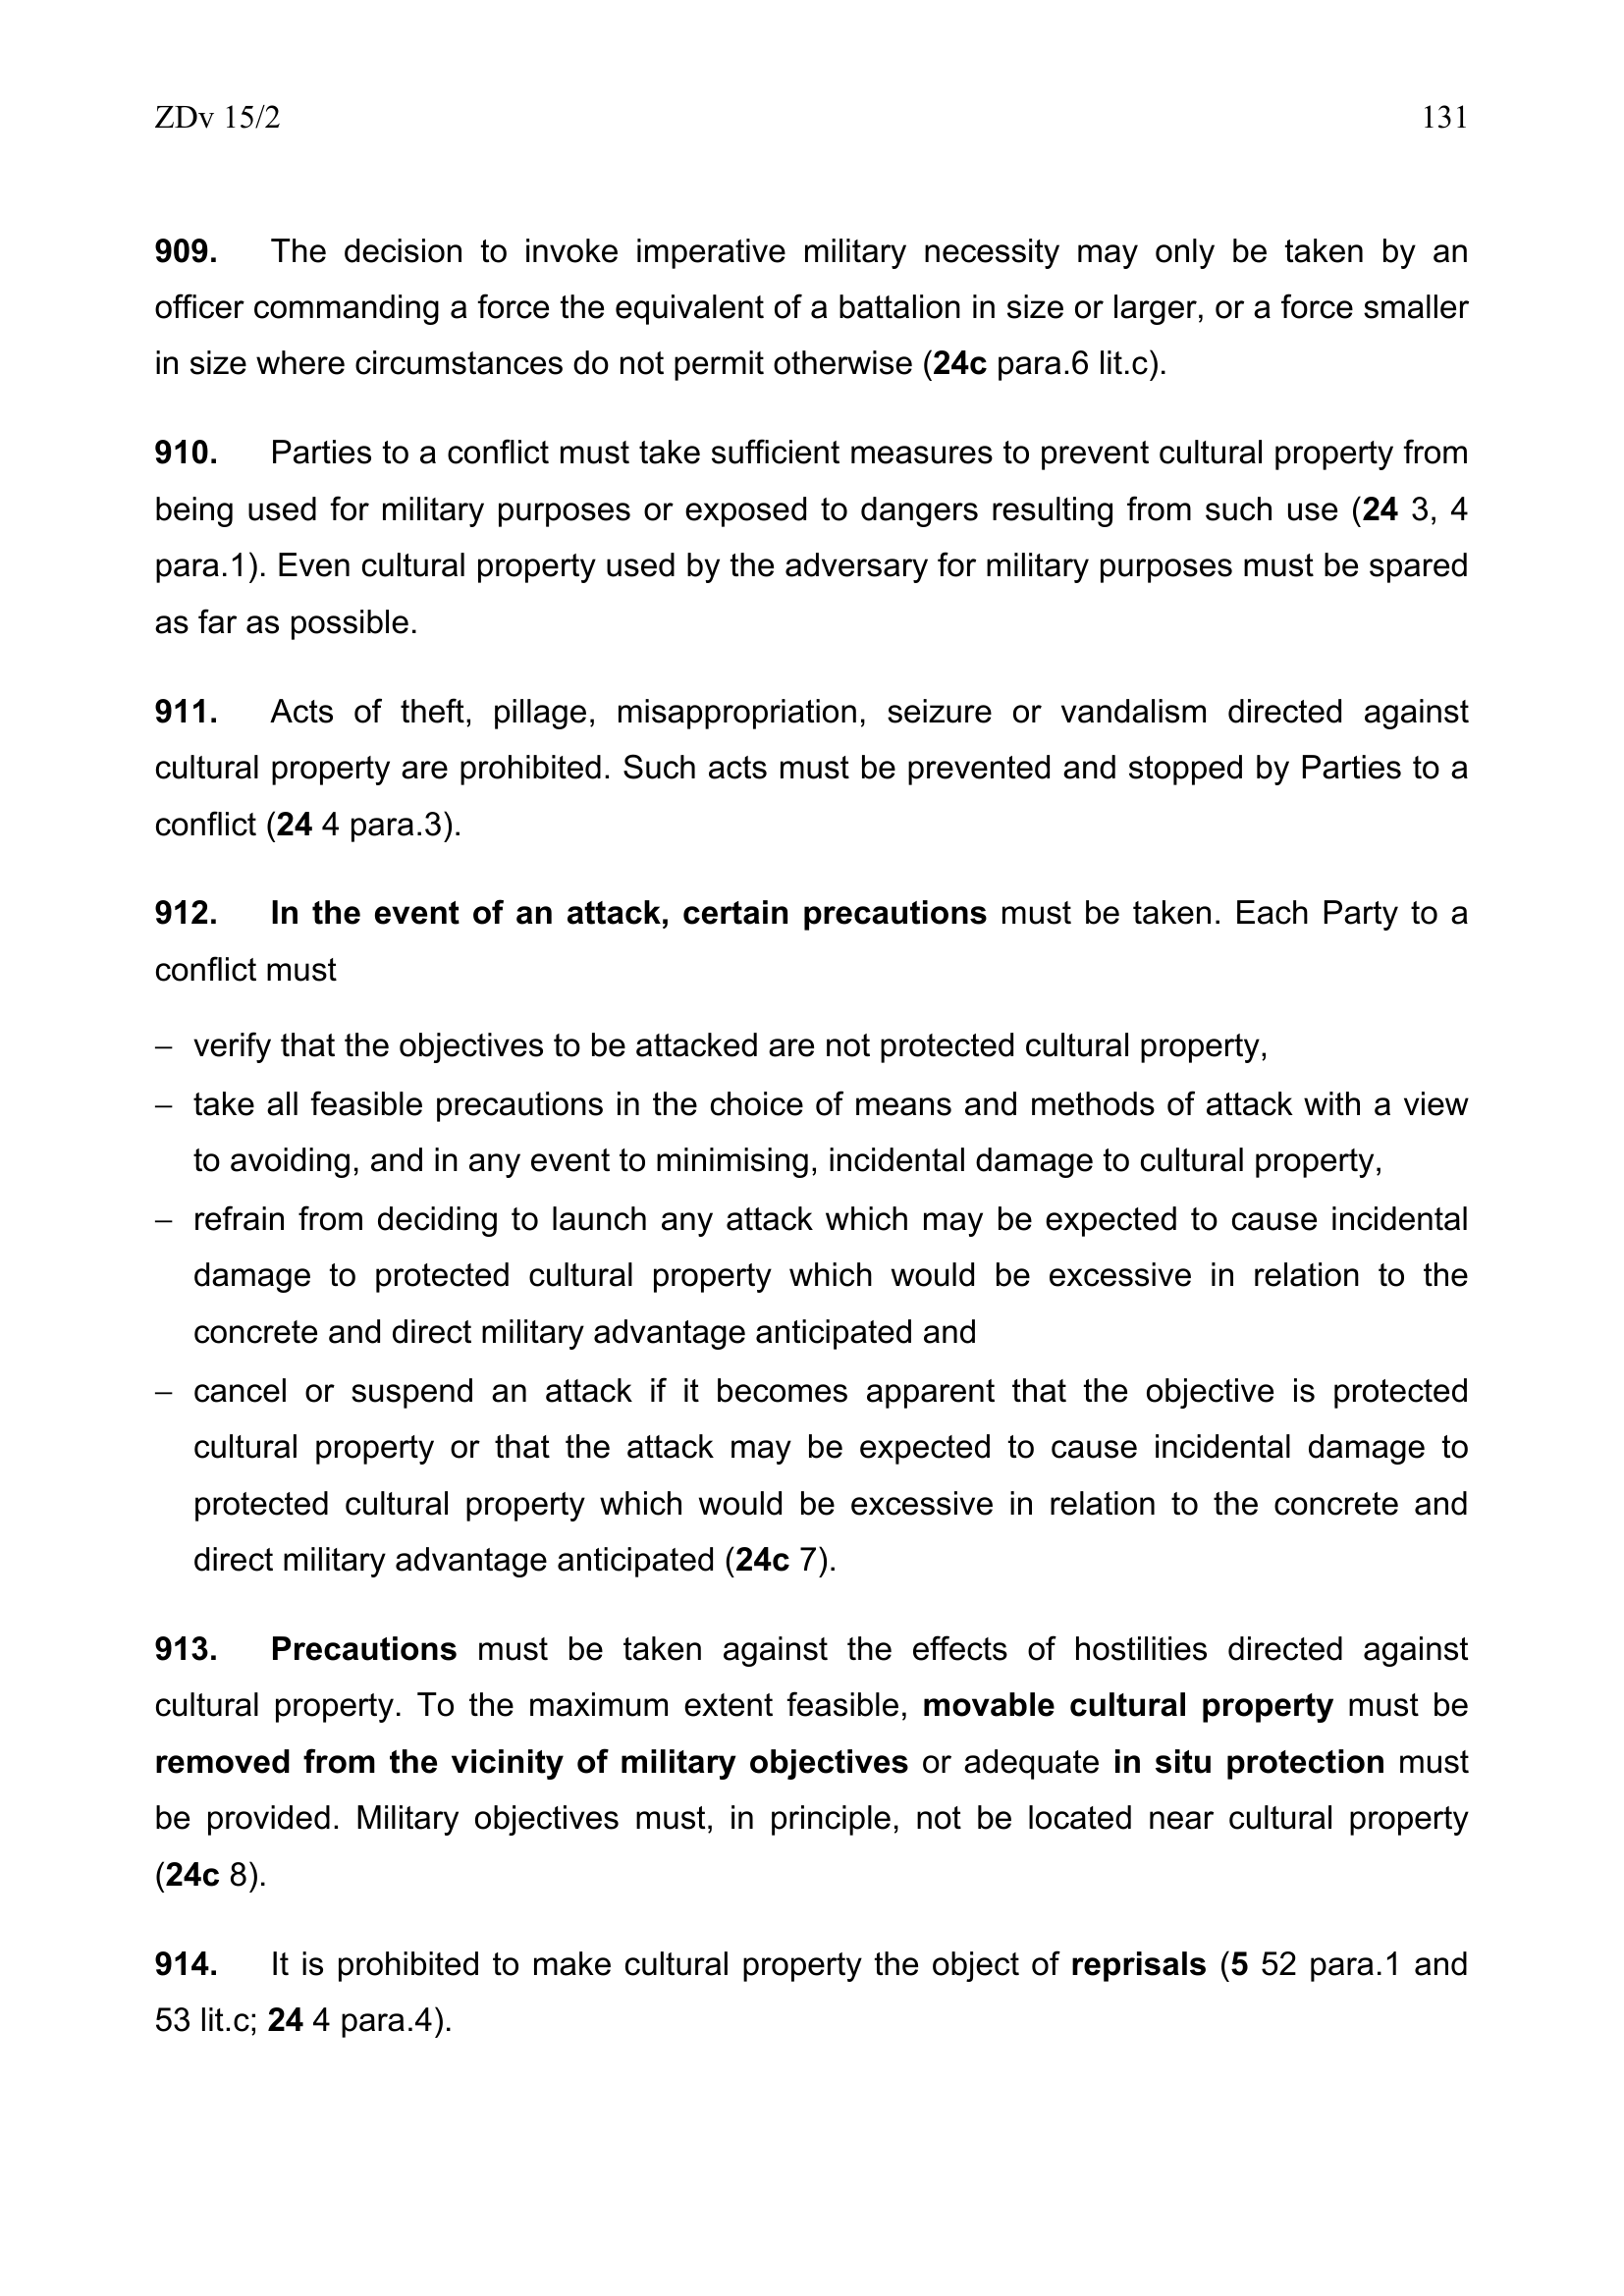 ZDv 15/2 131
909. The decision to invoke imperative military necessity may only be taken by an
officer commanding a force the equivalent of a battalion in size or larger, or a force smaller
in size where circumstances do not permit otherwise (24c para.6 lit.c).
910. Parties to a conflict must take sufficient measures to prevent cultural property from
being used for military purposes or exposed to dangers resulting from such use (24 3, 4
para.1). Even cultural property used by the adversary for military purposes must be spared
as far as possible.
911. Acts of theft, pillage, misappropriation, seizure or vandalism directed against
cultural property are prohibited. Such acts must be prevented and stopped by Parties to a
conflict (24 4 para.3).
912. In the event of an attack, certain precautions must be taken. Each Party to a
conflict must
– verify that the objectives to be attacked are not protected cultural property,
– take all feasible precautions in the choice of means and methods of attack with a view
to avoiding, and in any event to minimising, incidental damage to cultural property,
– refrain from deciding to launch any attack which may be expected to cause incidental
damage to protected cultural property which would be excessive in relation to the
concrete and direct military advantage anticipated and
– cancel or suspend an attack if it becomes apparent that the objective is protected
cultural property or that the attack may be expected to cause incidental damage to
protected cultural property which would be excessive in relation to the concrete and
direct military advantage anticipated (24c 7).
913. Precautions must be taken against the effects of hostilities directed against
cultural property. To the maximum extent feasible, movable cultural property must be
removed from the vicinity of military objectives or adequate in situ protection must
be provided. Military objectives must, in principle, not be located near cultural property
(24c 8).
914. It is prohibited to make cultural property the object of reprisals (5 52 para.1 and
53 lit.c; 24 4 para.4).